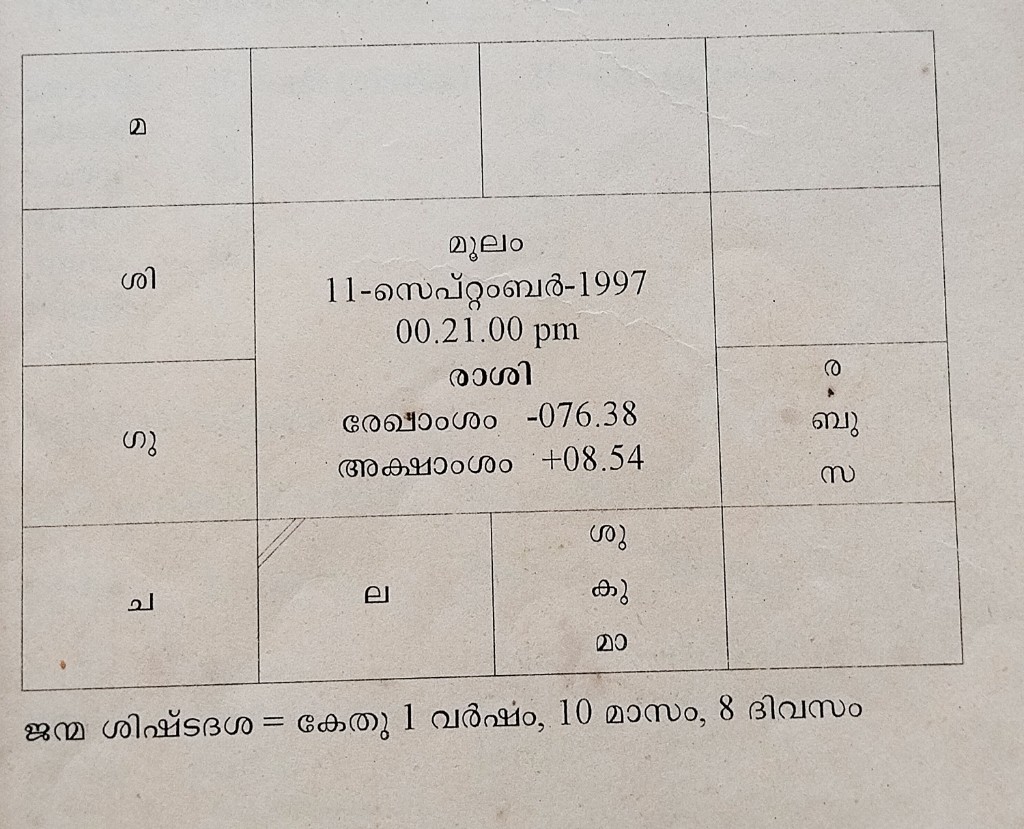 മ
ശി
ഗു
ച
മൂലം
11-സെപ്റ്റംബർ-1997
00.21.00 pm
രാശി
രേഖാംശം -076.38
അക്ഷാംശം +08.54
ര
ബു
സ
ല
ശു
കു
മാ
ജന്മ ശിഷ്ടദശ = കേതു 1 വർഷം, 10 മാസം, 8 ദിവസം